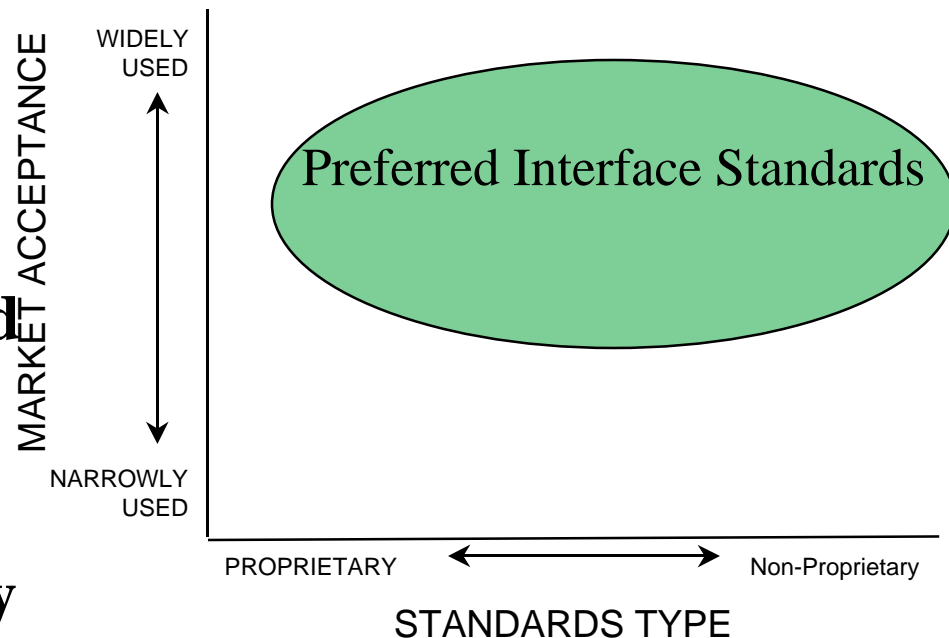 MARKET ACCEPTANCE
WIDELY
USED
Preferred Interface Standards
d
NARROWLY
USED
y
PROPRIETARY
Non-Proprietary
STANDARDS TYPE